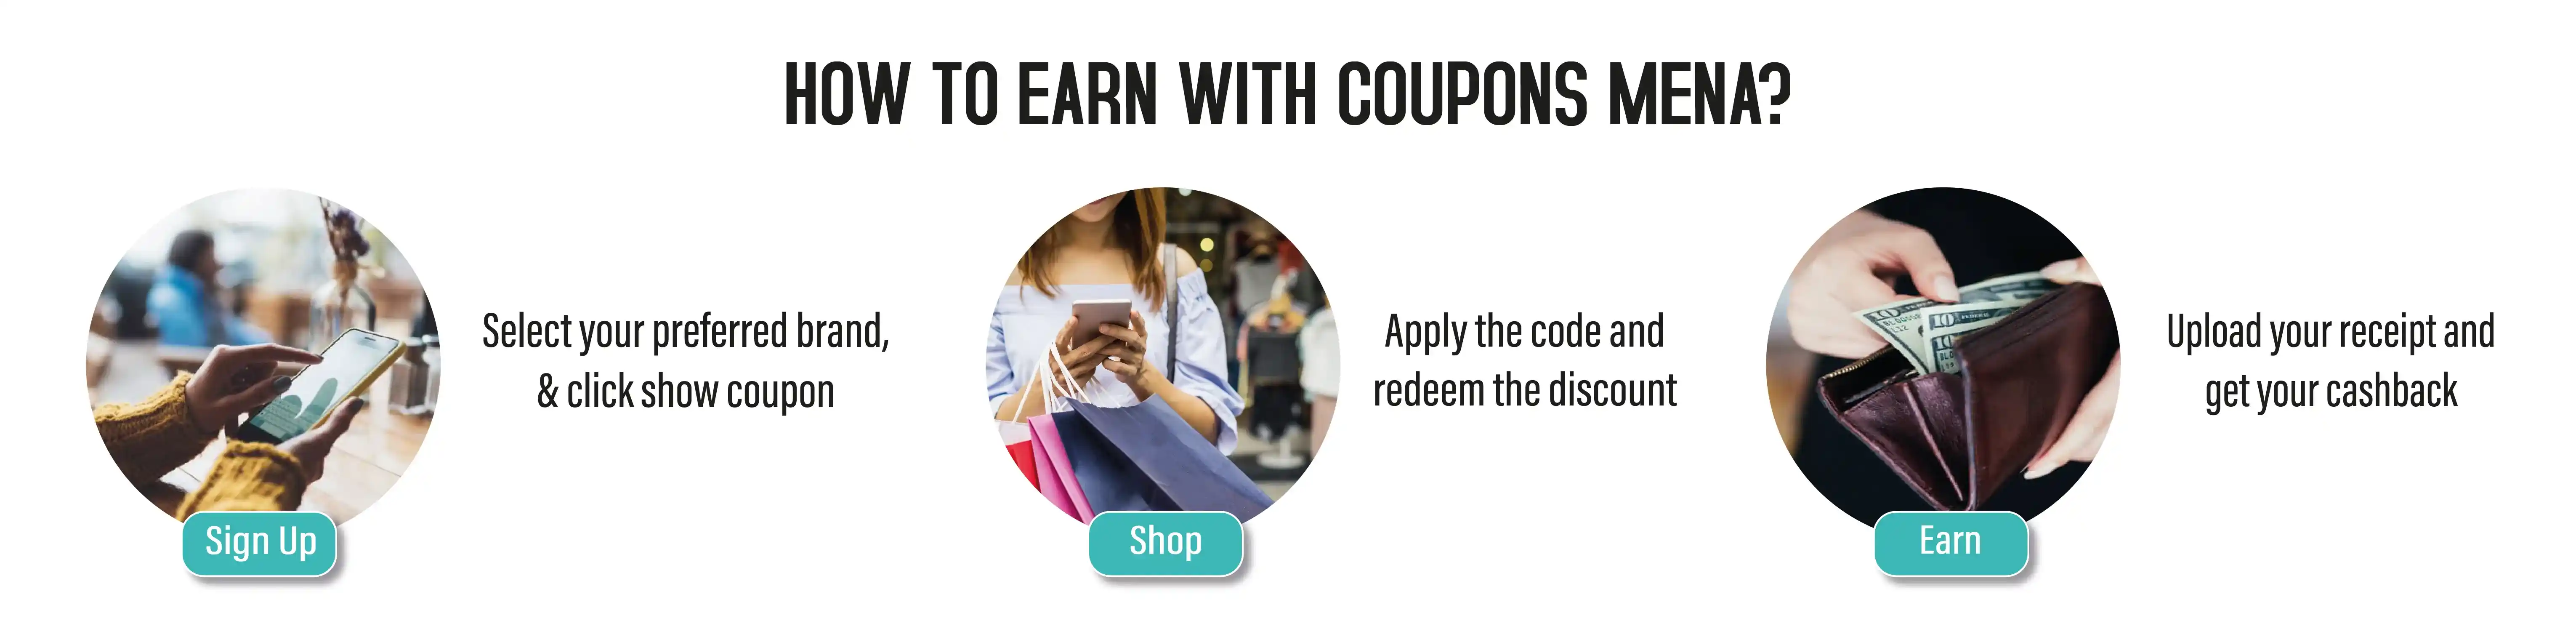 HOW TO EARN WITH COUPONS MENA?
Select your preferred brand,
& click show coupon
Sign Up
Apply the code and
redeem the discount
Shop
Upload your receipt and
get your cashback
Earn